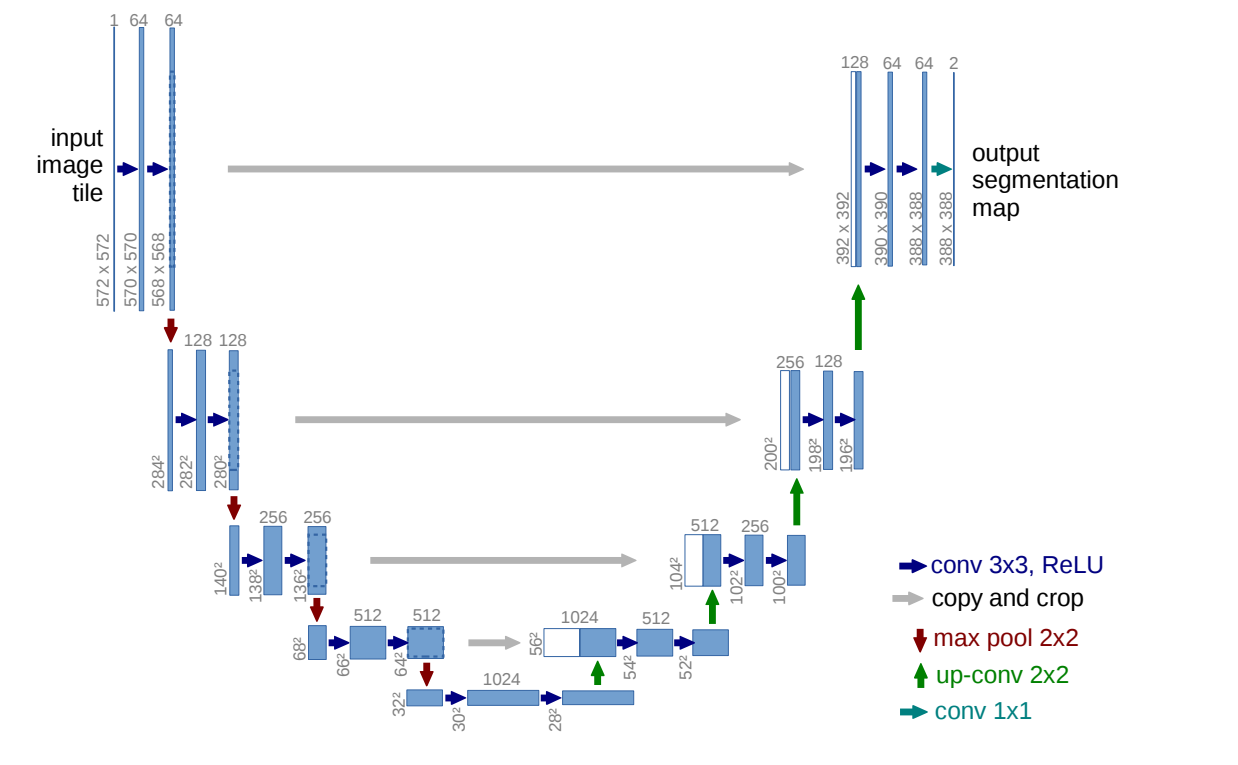 1 64 64
input
image
tile
572 x 572
570 x 570
568 x 568
128 64 64 2
output
segmentation
map
392 x 392
390 x 390
388 x 388
388 x 388
128 128
284²
282²
280²
256 128
200²
198²
196²
256 256
140²
138²
136²
512 256
104²
102²
100²
512 512
68²
66²
64²
1024 512
56²
54²
52²
1024
32²
30²
28²
conv 3x3, ReLU
copy and crop
max pool 2x2
up-conv 2x2
conv 1x1